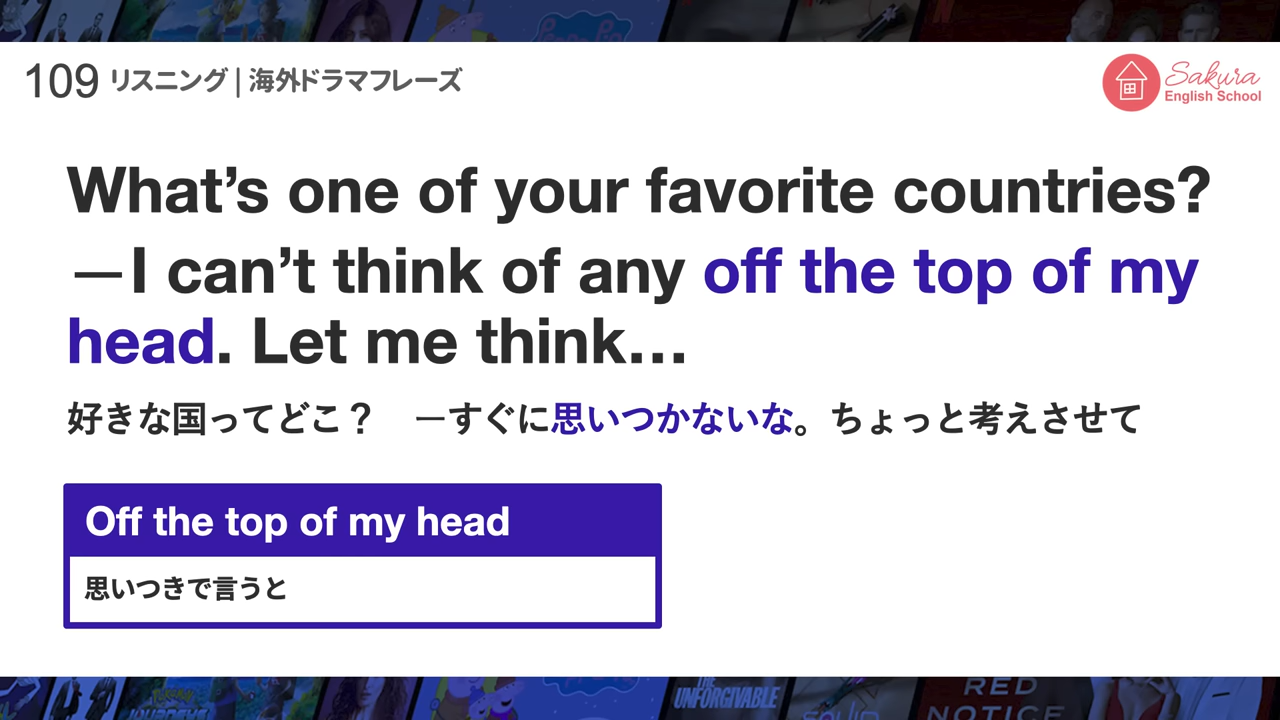 109 リスニング | 海外ドラマフレーズ
Sakura
English School
What’s one of your favorite countries?
—I can’t think of any off the top of my
head. Let me think…
好きな国ってどこ？　—すぐに思いつかないな。ちょっと考えさせて
Off the top of my head
思いつきで言うと
POKÉMON
JOURNEYS
THE
UNFORGIVABLE
RED
NOTICE